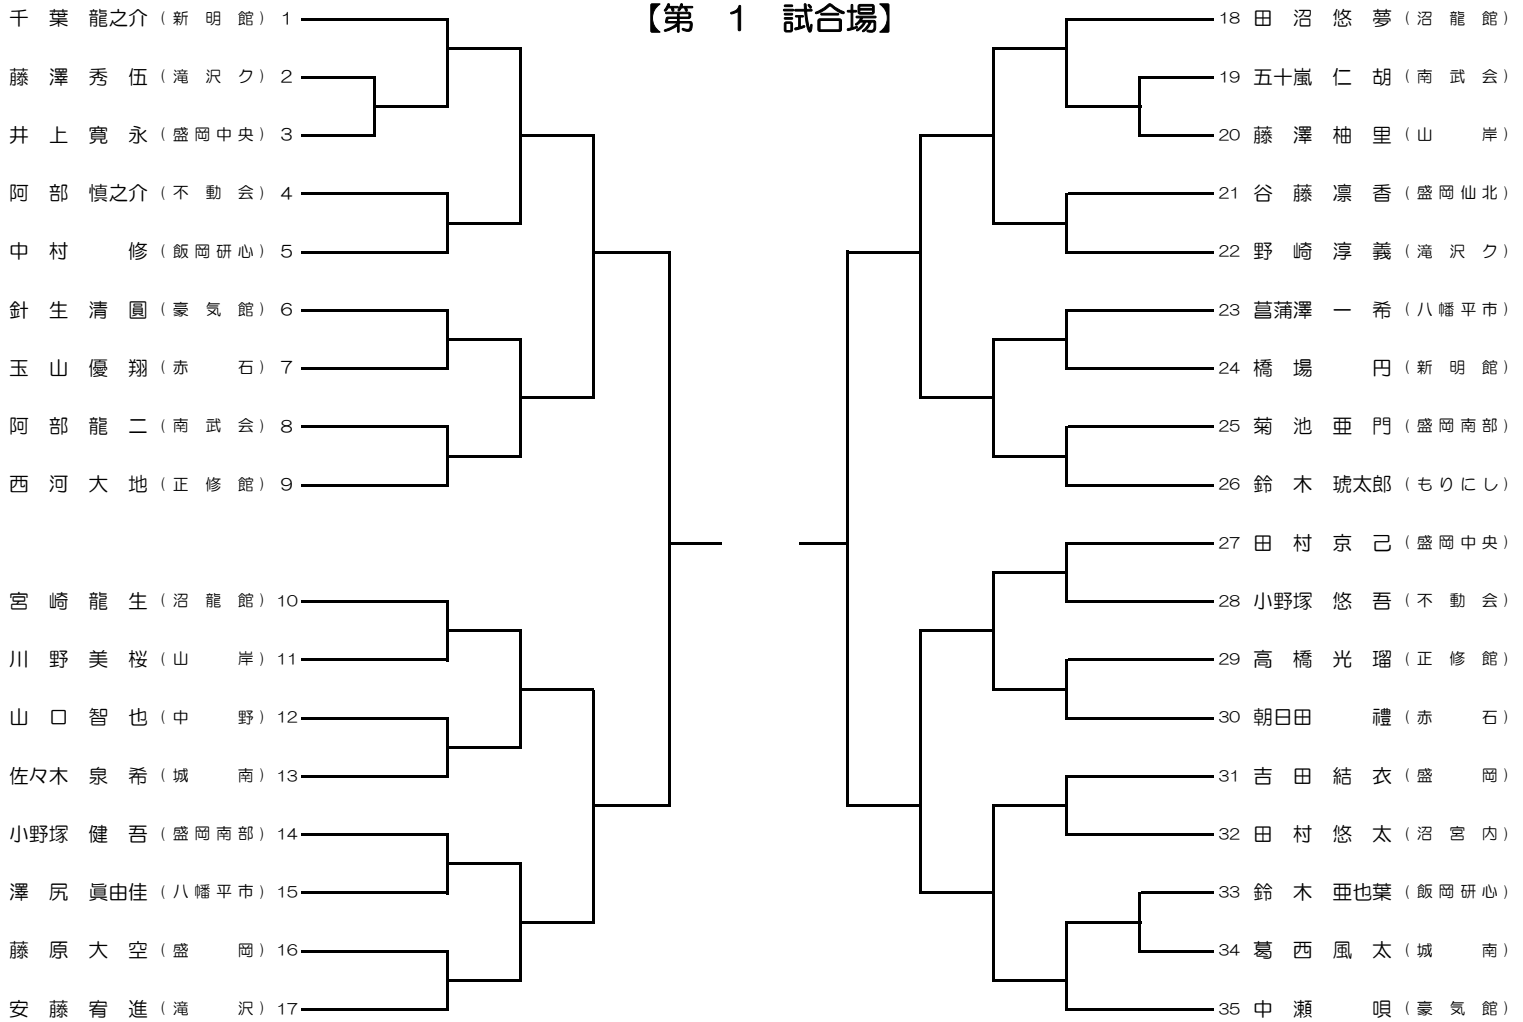 【第 1 試合場】
千葉 龍之介 (新明館) 1
藤澤 秀伍 (滝沢ク) 2
井上 寛永 (盛岡中央) 3
阿部 慎之介 (不動会) 4
中村 修 (飯岡研心) 5
針生 清圓 (豪気館) 6
玉山 優翔 (赤石) 7
阿部 龍二 (南武会) 8
西河 大地 (正修館) 9
宮崎 龍生 (沼龍館) 10
川野 美桜 (山岸) 11
山口 智也 (中野) 12
佐々木 泉希 (城南) 13
小野塚 健吾 (盛岡南部) 14
澤尻 眞由佳 (八幡平市) 15
藤原 大空 (盛岡) 16
安藤 宥進 (滝沢) 17
18 田沼 悠夢 (沼龍館)
19 五十嵐 仁胡 (南武会)
20 藤澤 柚里 (山岸)
21 谷藤 凛香 (盛岡仙北)
22 野崎 淳義 (滝沢ク)
23 菖蒲澤 一希 (八幡平市)
24 橋場 円 (新明館)
25 菊池 亜門 (盛岡南部)
26 鈴木 琥太郎 (もりにし)
27 田村 京己 (盛岡中央)
28 小野塚 悠吾 (不動会)
29 高橋 光瑠 (正修館)
30 朝日田 禮 (赤石)
31 吉田 結衣 (盛岡)
32 田村 悠太 (沼宮内)
33 鈴木 亜也葉 (飯岡研心)
34 葛西 風太 (城南)
35 中瀬 唄 (豪気館)